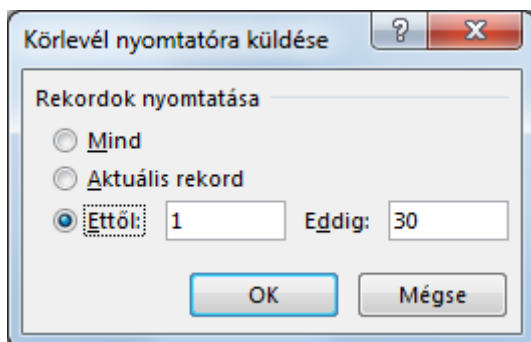 Körlevél nyomtatóra küldése
Rekordok nyomtatása
Mind
Aktuális rekord
Ettől: 1 Eddig: 30
OK Mégse